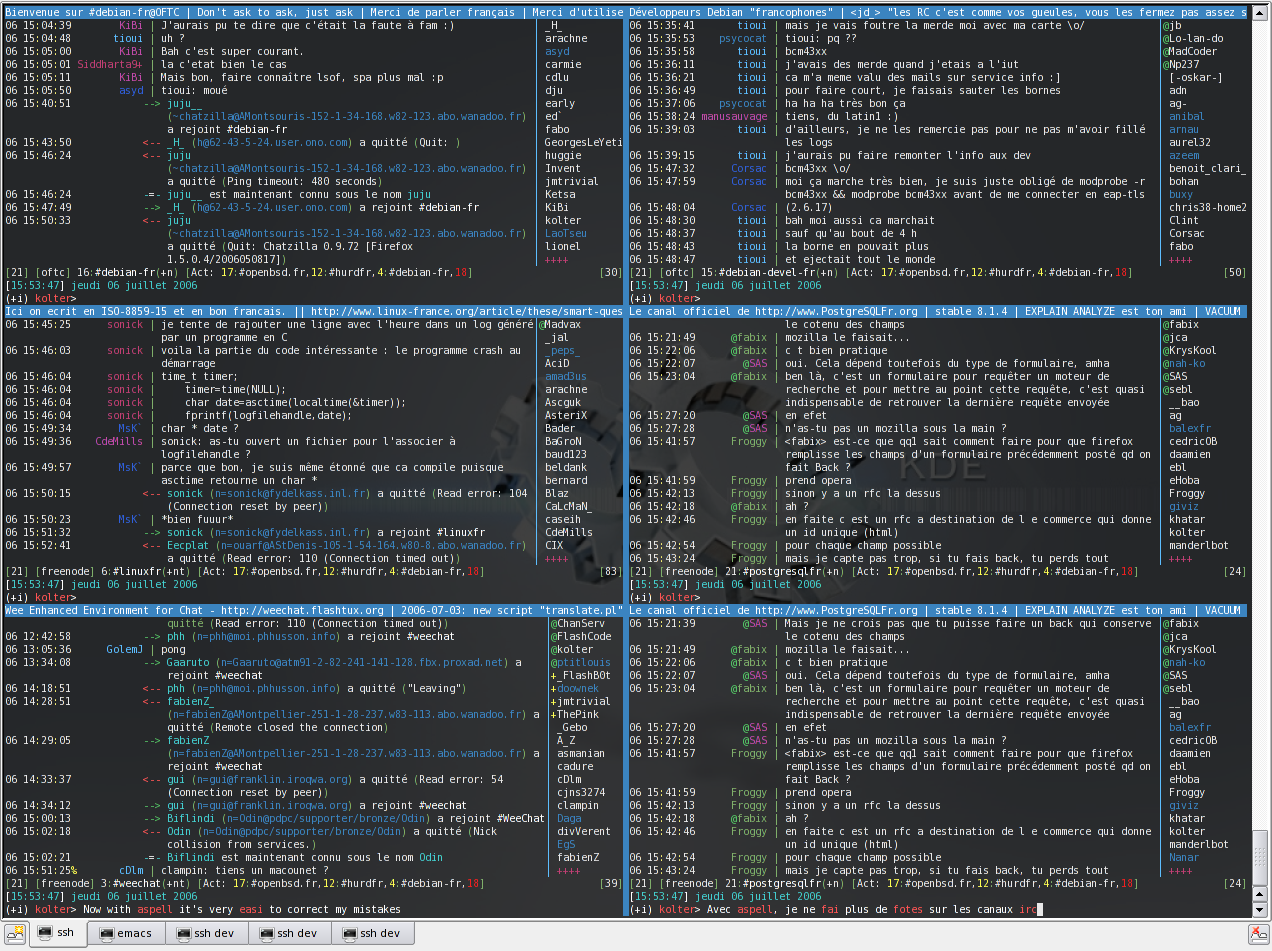 Bienvenue sur #debian-fr@OFTC | Don't ask to ask, just ask | Merci de parler français | Merci d'utilise
06 15:04:39 KiBi | J'aurais pu te dire que c'était la faute à fam :)
06 15:04:48 tioui | uh ?
06 15:05:00 KiBi | Bah c'est super courant.
06 15:05:01 Siddharta9+ | la c'etat bien le cas
06 15:05:11 KiBi | Mais bon, faire connaître lsof, spa plus mal :p
06 15:05:50 asyd | tioui: moué
06 15:40:51 --> juju__
(~chatzilla@AMontsouris-152-1-34-168.w82-123.abo.wanadoo.fr)
a rejoint #debian-fr
06 15:43:50 <-- _H_ (h@62-43-5-24.user.ono.com) a quitté (Quit: )
06 15:46:24 <-- juju
(~chatzilla@AMontsouris-152-1-34-168.w82-123.abo.wanadoo.fr)
a quitté (Ping timeout: 480 seconds)
06 15:46:24 -=- juju__ est maintenant connu sous le nom juju
06 15:47:49 --> _H_ (h@62-43-5-24.user.ono.com) a rejoint #debian-fr
06 15:50:33 <-- juju
(~chatzilla@AMontsouris-152-1-34-168.w82-123.abo.wanadoo.fr)
a quitté (Quit: Chatzilla 0.9.72 [Firefox
1.5.0.4/2006050817])
_H_
arachne
asyd
carmie
cdlu
dju
early
ed`
fabo
GeorgesLeYeti
huggie
Invent
jmtrivial
Ketsa
KiBi
kolter
LaoTseu
lionel
++++
[21] [oftc] 16:#debian-fr(+n) [Act: 17:#openbsd.fr,12:#hurdfr,4:#debian-fr,18] [30]
[15:53:47] jeudi 06 juillet 2006
(+i) kolter>
Développeurs Debian "francophones" | <jd_> "les RC c'est comme vos gueules, vous les fermez pas assez s
06 15:35:41 tioui | mais je vais foutre la merde moi avec ma carte \o/
06 15:35:53 psycocat | tioui: pq ??
06 15:35:58 tioui | bcm43xx
06 15:36:11 tioui | j'avais des merde quand j'etais a l'iut
06 15:36:21 tioui | ca m'a meme valu des mails sur service info :]
06 15:36:49 tioui | pour faire court, je faisais sauter les bornes
06 15:37:06 psycocat | ha ha ha très bon ça
06 15:38:24 manusauvage | tiens, du latin1 :)
06 15:39:03 tioui | d'ailleurs, je ne les remercie pas pour ne pas m'avoir fillé
les logs
06 15:39:15 tioui | j'aurais pu faire remonter l'info aux dev
06 15:47:32 Corsac | bcm43xx \o/
06 15:47:59 Corsac | moi ça marche très bien, je suis juste obligé de modprobe -r
bcm43xx && modprobe bcm43xx avant de me connecter en eap-tls
06 15:48:04 Corsac | (2.6.17)
06 15:48:30 tioui | bah moi aussi ca marchait
06 15:48:37 tioui | sauf qu'au bout de 4 h
06 15:48:43 tioui | la borne en pouvait plus
06 15:48:47 tioui | et ejectait tout le monde
@jb
@Lo-lan-do
@MadCoder
@Np237
[-oskar-]
adn
ag-
anibal
arnau
aurel32
azeem
benoit_clari_
bohan
buxy
chris38-home2
Clint
Corsac
fabo
++++
[21] [oftc] 15:#debian-devel-fr(+n) [Act: 17:#openbsd.fr,12:#hurdfr,4:#debian-fr,18] [50]
[15:53:47] jeudi 06 juillet 2006
(+i) kolter>
Ici on ecrit en ISO-8859-15 et en bon francais. || http://www.linux-france.org/article/these/smart-ques
06 15:45:25 sonick | je tente de rajouter une ligne avec l'heure dans un log généré
par un programme en C
06 15:46:03 sonick | voila la partie du code intéressante : le programme crash au
démarrage
06 15:46:04 sonick | time_t timer;
06 15:46:04 sonick | timer=time(NULL);
06 15:46:04 sonick | char date=asctime(localtime(&timer));
06 15:46:04 sonick | fprintf(logfilehandle,date);
06 15:49:34 MsK` | char * date ?
06 15:49:36 CdeMills | sonick: as-tu ouvert un fichier pour l'associer à
logfilehandle ?
06 15:49:57 MsK` | parce que bon, je suis même étonné que ca compile puisque
asctime retourne un char *
06 15:50:15 <-- sonick (n=sonick@fydelkass.inl.fr) a quitté (Read error: 104
(Connection reset by peer))
06 15:50:23 MsK` | *bien fuuur*
06 15:51:32 --> sonick (n=sonick@fydelkass.inl.fr) a rejoint #linuxfr
06 15:52:41 <-- Eecplat (n=ouarf@AStDenis-105-1-54-164.w80-8.abo.wanadoo.fr)
a quitté (Read error: 110 (Connection timed out))
@Madvax
_jal
_peps_
AciD
amad3us
arachne
Ascguk
AsteriX
Bader
BaGroN
baud123
beldank
bernard
Blaz
CaLcMaN_
caseih
CdeMills
CIX
++++
[21] [freenode] 6:#linuxfr(+nt) [Act: 17:#openbsd.fr,12:#hurdfr,4:#debian-fr,18] [83]
[15:53:47] jeudi 06 juillet 2006
(+i) kolter>
Le canal officiel de http://www.PostgreSQLFr.org | stable 8.1.4 | EXPLAIN ANALYZE est ton ami | VACUUM
le cotenu des champs
06 15:21:49 @fabix | mozilla le faisait...
06 15:22:06 @fabix | c t bien pratique
06 15:22:07 @SAS | oui. Cela dépend toutefois du type de formulaire, amha
06 15:23:04 @fabix | ben là, c'est un formulaire pour requêter un moteur de
recherche et pour mettre au point cette requête, c'est quasi
indispensable de retrouver la dernière requête envoyée
06 15:27:20 @SAS | en efet
06 15:27:28 @SAS | n'as-tu pas un mozilla sous la main ?
06 15:41:57 Froggy | <fabix> est-ce que qq1 sait comment faire pour que firefox
remplisse les champs d'un formulaire précédemment posté qd on
fait Back ?
06 15:41:59 Froggy | prend opera
06 15:42:13 Froggy | sinon y a un rfc la dessus
06 15:42:18 @fabix | ah ?
06 15:42:46 Froggy | en faite c est un rfc a destination de l e commerce qui donne
un id unique (html)
06 15:42:54 Froggy | pour chaque champ possible
06 15:43:24 Froggy | mais je capte pas trop, si tu fais back, tu perds tout
@fabix
@jca
@KrysKool
@nah-ko
@SAS
@sebl
__bao
ag
balexfr
cedricOB
daamien
ebl
eHoba
Froggy
giviz
khatar
kolter
manderlbot
++++
KDE
[21] [freenode] 21:#postgresqlfr(+n) [Act: 17:#openbsd.fr,12:#hurdfr,4:#debian-fr,18] [24]
[15:53:47] jeudi 06 juillet 2006
(+i) kolter>
Wee Enhanced Environment for Chat - http://weechat.flashtux.org | 2006-07-03: new script "translate.pl"
quitté (Read error: 110 (Connection timed out))
06 12:42:58 --> phh (n=phh@moi.phhusson.info) a rejoint #weechat
06 13:05:36 GolemJ | pong
06 13:34:08 --> Gaaruto (n=Gaaruto@atm91-2-82-241-141-128.fbx.proxad.net) a
rejoint #weechat
06 14:18:51 <-- phh (n=phh@moi.phhusson.info) a quitté ("Leaving")
06 14:28:51 <-- fabienZ_
(n=fabienZ@AMontpellier-251-1-28-237.w83-113.abo.wanadoo.fr) a
quitté (Remote closed the connection)
06 14:29:05 --> fabienZ
(n=fabienZ@AMontpellier-251-1-28-237.w83-113.abo.wanadoo.fr) a
rejoint #weechat
06 14:33:37 <-- gui (n=gui@franklin.iroqwa.org) a quitté (Read error: 54
(Connection reset by peer))
06 14:34:12 --> gui (n=gui@franklin.iroqwa.org) a rejoint #weechat
06 15:00:13 --> Biflindi (n=Odin@pdpc/supporter/bronze/Odin) a rejoint #WeeChat
06 15:02:18 <-- Odin (n=Odin@pdpc/supporter/bronze/Odin) a quitté (Nick
collision from services.)
06 15:02:21 -=- Biflindi est maintenant connu sous le nom Odin
06 15:51:25% cDlm | clampin: tiens un macounet ?
@ChanServ
@FlashCode
@kolter
@ptitlouis
+_FlashB0t
+doownek
+jmtrivial
+ThePink
_Gebo
A_Z
asmanian
cadure
cDlm
cjns3274
clampin
Daga
divVerent
EgS
fabienZ
++++
[21] [freenode] 3:#weechat(+nt) [Act: 17:#openbsd.fr,12:#hurdfr,4:#debian-fr,18] [39]
[15:53:47] jeudi 06 juillet 2006
(+i) kolter> Now with aspell it's very easi to correct my mistakes
Le canal officiel de http://www.PostgreSQLFr.org | stable 8.1.4 | EXPLAIN ANALYZE est ton ami | VACUUM
06 15:21:39 @SAS | Mais je ne crois pas que tu puisse faire un back qui conserve
le cotenu des champs
06 15:21:49 @fabix | mozilla le faisait...
06 15:22:06 @fabix | c t bien pratique
06 15:22:07 @SAS | oui. Cela dépend toutefois du type de formulaire, amha
06 15:23:04 @fabix | ben là, c'est un formulaire pour requêter un moteur de
recherche et pour mettre au point cette requête, c'est quasi
indispensable de retrouver la dernière requête envoyée
06 15:27:20 @SAS | en efet
06 15:27:28 @SAS | n'as-tu pas un mozilla sous la main ?
06 15:41:57 Froggy | <fabix> est-ce que qq1 sait comment faire pour que firefox
remplisse les champs d'un formulaire précédemment posté qd on
fait Back ?
06 15:41:59 Froggy | prend opera
06 15:42:13 Froggy | sinon y a un rfc la dessus
06 15:42:18 @fabix | ah ?
06 15:42:46 Froggy | en faite c est un rfc a destination de l e commerce qui donne
un id unique (html)
06 15:42:54 Froggy | pour chaque champ possible
06 15:43:24 Froggy | mais je capte pas trop, si tu fais back, tu perds tout
@fabix
@jca
@KrysKool
@nah-ko
@SAS
@sebl
__bao
ag
balexfr
cedricOB
daamien
ebl
eHoba
Froggy
giviz
khatar
kolter
manderlbot
Nanar
++++
[21] [freenode] 21:#postgresqlfr(+n) [Act: 17:#openbsd.fr,12:#hurdfr,4:#debian-fr,18] [24]
[15:53:47] jeudi 06 juillet 2006
(+i) kolter> Avec aspell, je ne fai plus de fotes sur les canaux irc
ssh
emacs
ssh dev
ssh dev
ssh dev